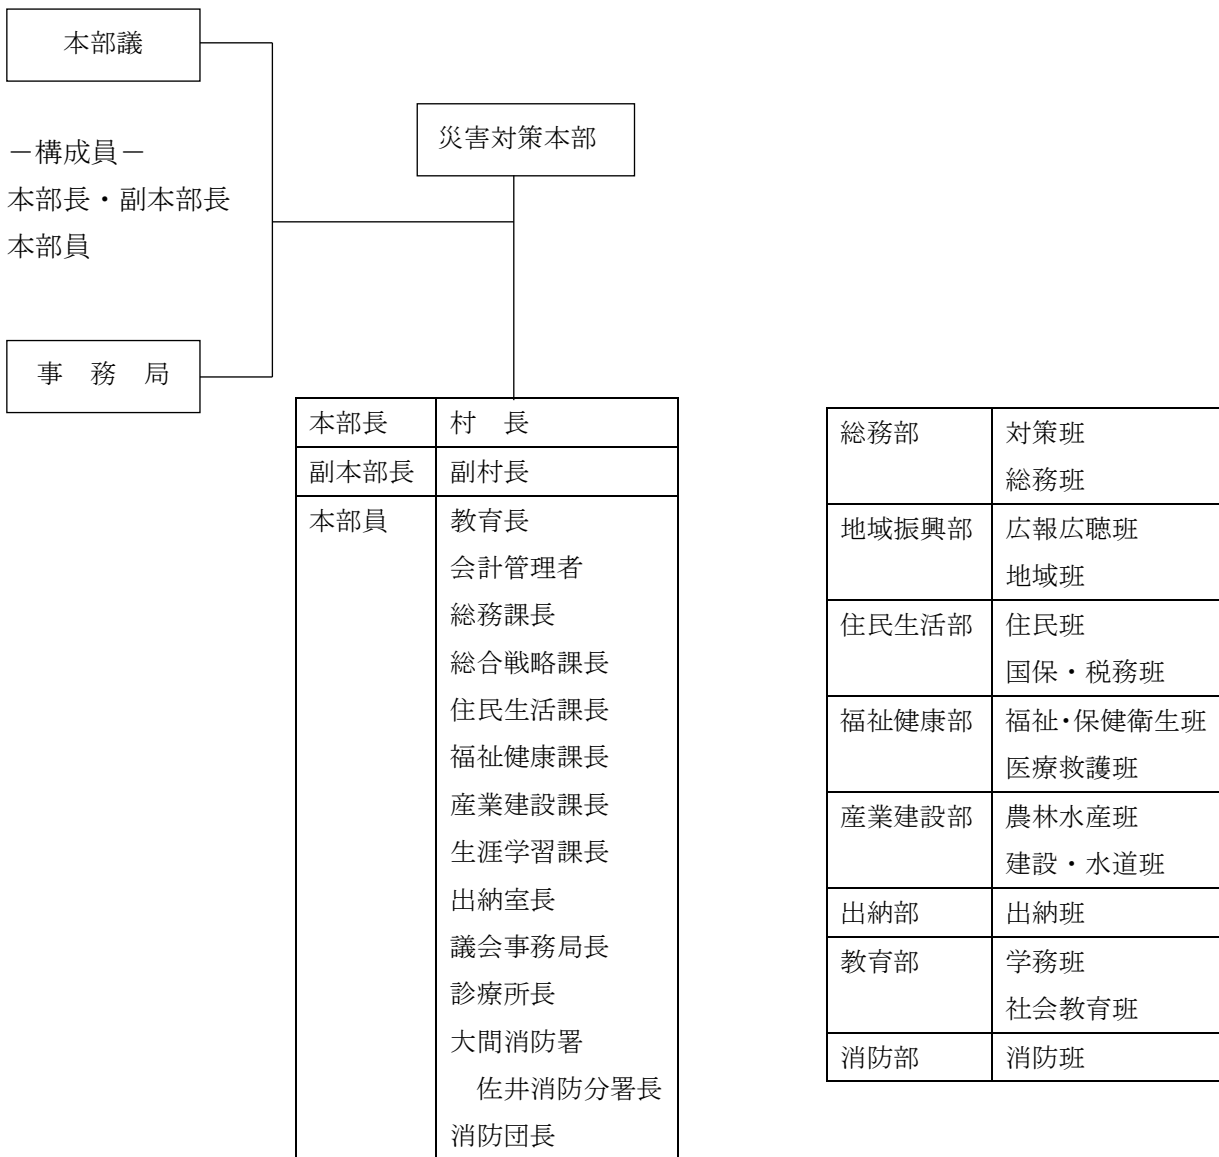 本部議
災害対策本部
－構成員－
本部長・副本部長
本部員
事　務　局
本部長　村　長
副本部長　副村長
本部員　教育長
会計管理者
総務課長
総合戦略課長
住民生活課長
福祉健康課長
産業建設課長
生涯学習課長
出納室長
議会事務局長
診療所長
大間消防署
佐井消防分署長
消防団長
総務部　対策班
総務班
地域振興部　広報広聴班
地域班
住民生活部　住民班
国保・税務班
福祉健康部　福祉・保健衛生班
医療救護班
産業建設部　農林水産班
建設・水道班
出納部　出納班
教育部　学務班
社会教育班
消防部　消防班